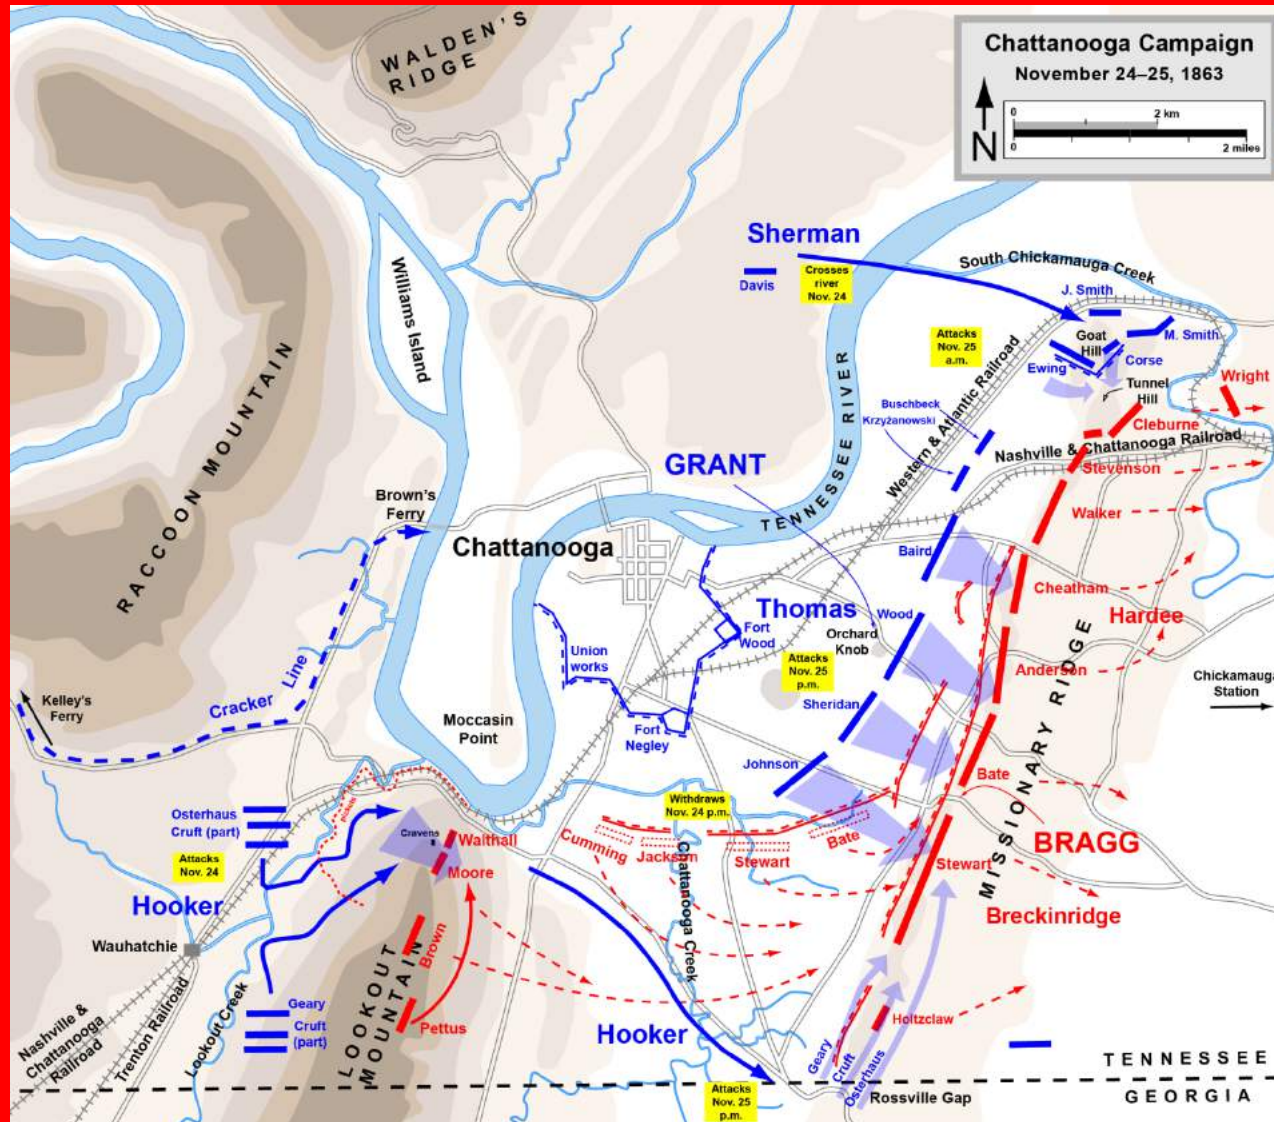 Chattanooga Campaign
November 24–25, 1863
0
2 km
0
2 miles
N
WALDEN'S
RIDGE
Sherman
Davis
Crosses
river
Nov. 24
South Chickamauga Creek
J. Smith
M. Smith
Goat
Hill
Ewing
Corse
Attacks
Nov. 25
a.m.
Tunnel
Hill
Wright
Cleburne
Williams Island
RACCOON MOUNTAIN
TENNESSEE RIVER
Western & Atlantic Railroad
Nashville & Chattanooga Railroad
Buschbeck
Krzyżanowski
GRANT
Stevenson
Walker
Brown's
Ferry
Chattanooga
Baird
Cheatham
Hardee
Thomas
Wood
Fort
Wood
Orchard
Knob
Union
works
Attacks
Nov. 25
p.m.
Anderson
Chickamauga
Station
Cracker Line
Kelley's
Ferry
Sheridan
Moccasin
Point
Fort
Negley
Johnson
MISSIONARY RIDGE
Bate
Withdraws
Nov. 24 p.m.
Osterhaus
Cruft (part)
pickets
Cravens
Walthall
Moore
Cumming
Jackson
Stewart
Bate
BRAGG
Stewart
Attacks
Nov. 24
Hooker
Breckinridge
Chattanooga Creek
Wauhatchie
Brown
LOOKOUT
MOUNTAIN
Pettus
Geary
Cruft
(part)
Nashville &
Chattanooga
Railroad
Trenton Railroad
Lookout Creek
Hooker
Holtzclaw
Geary
Cruft
Osterhaus
Attacks
Nov. 25
p.m.
Rossville Gap
TENNESSEE
GEORGIA